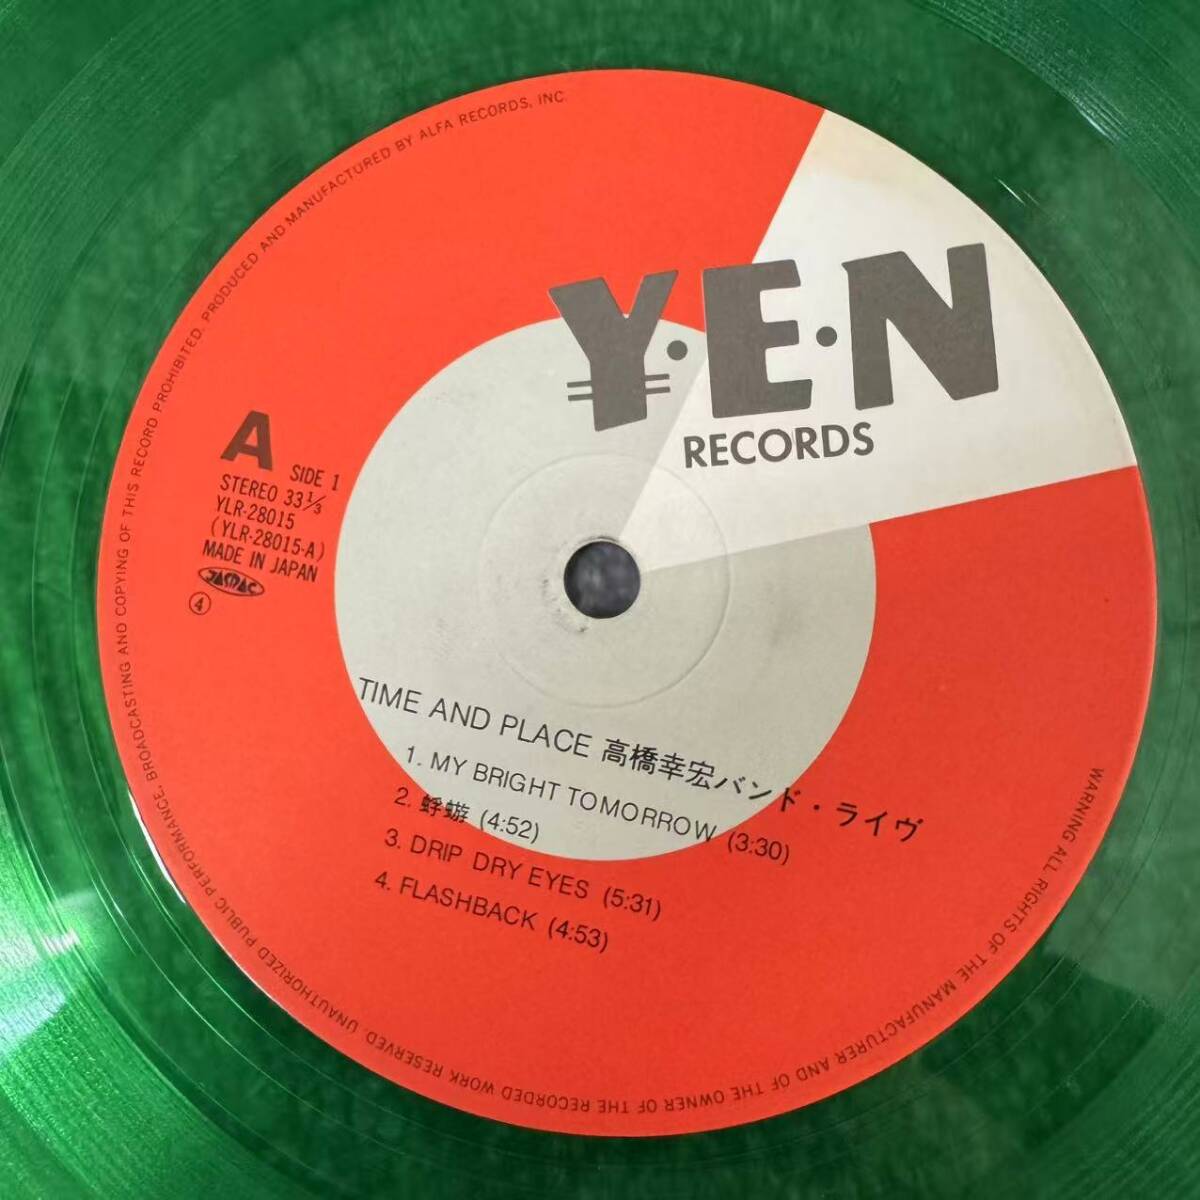 Y·E·N
RECORDS
A SIDE 1
STEREO 33 1/3
YLR-28015
(YLR-28015-A)
MADE IN JAPAN
JASRAC
④
TIME AND PLACE 高橋幸宏バンド・ライヴ
1. MY BRIGHT TOMORROW (3:30)
2. 蜉蝣 (4:52)
3. DRIP DRY EYES (5:31)
4. FLASHBACK (4:53)
WARNING ALL RIGHTS OF THE MANUFACTURER AND OF THE OWNER OF THE RECORDED WORK RESERVED. UNAUTHORIZED PUBLIC PERFORMANCE, BROADCASTING AND COPYING OF THIS RECORD PROHIBITED. PRODUCED AND MANUFACTURED BY ALFA RECORDS, INC.